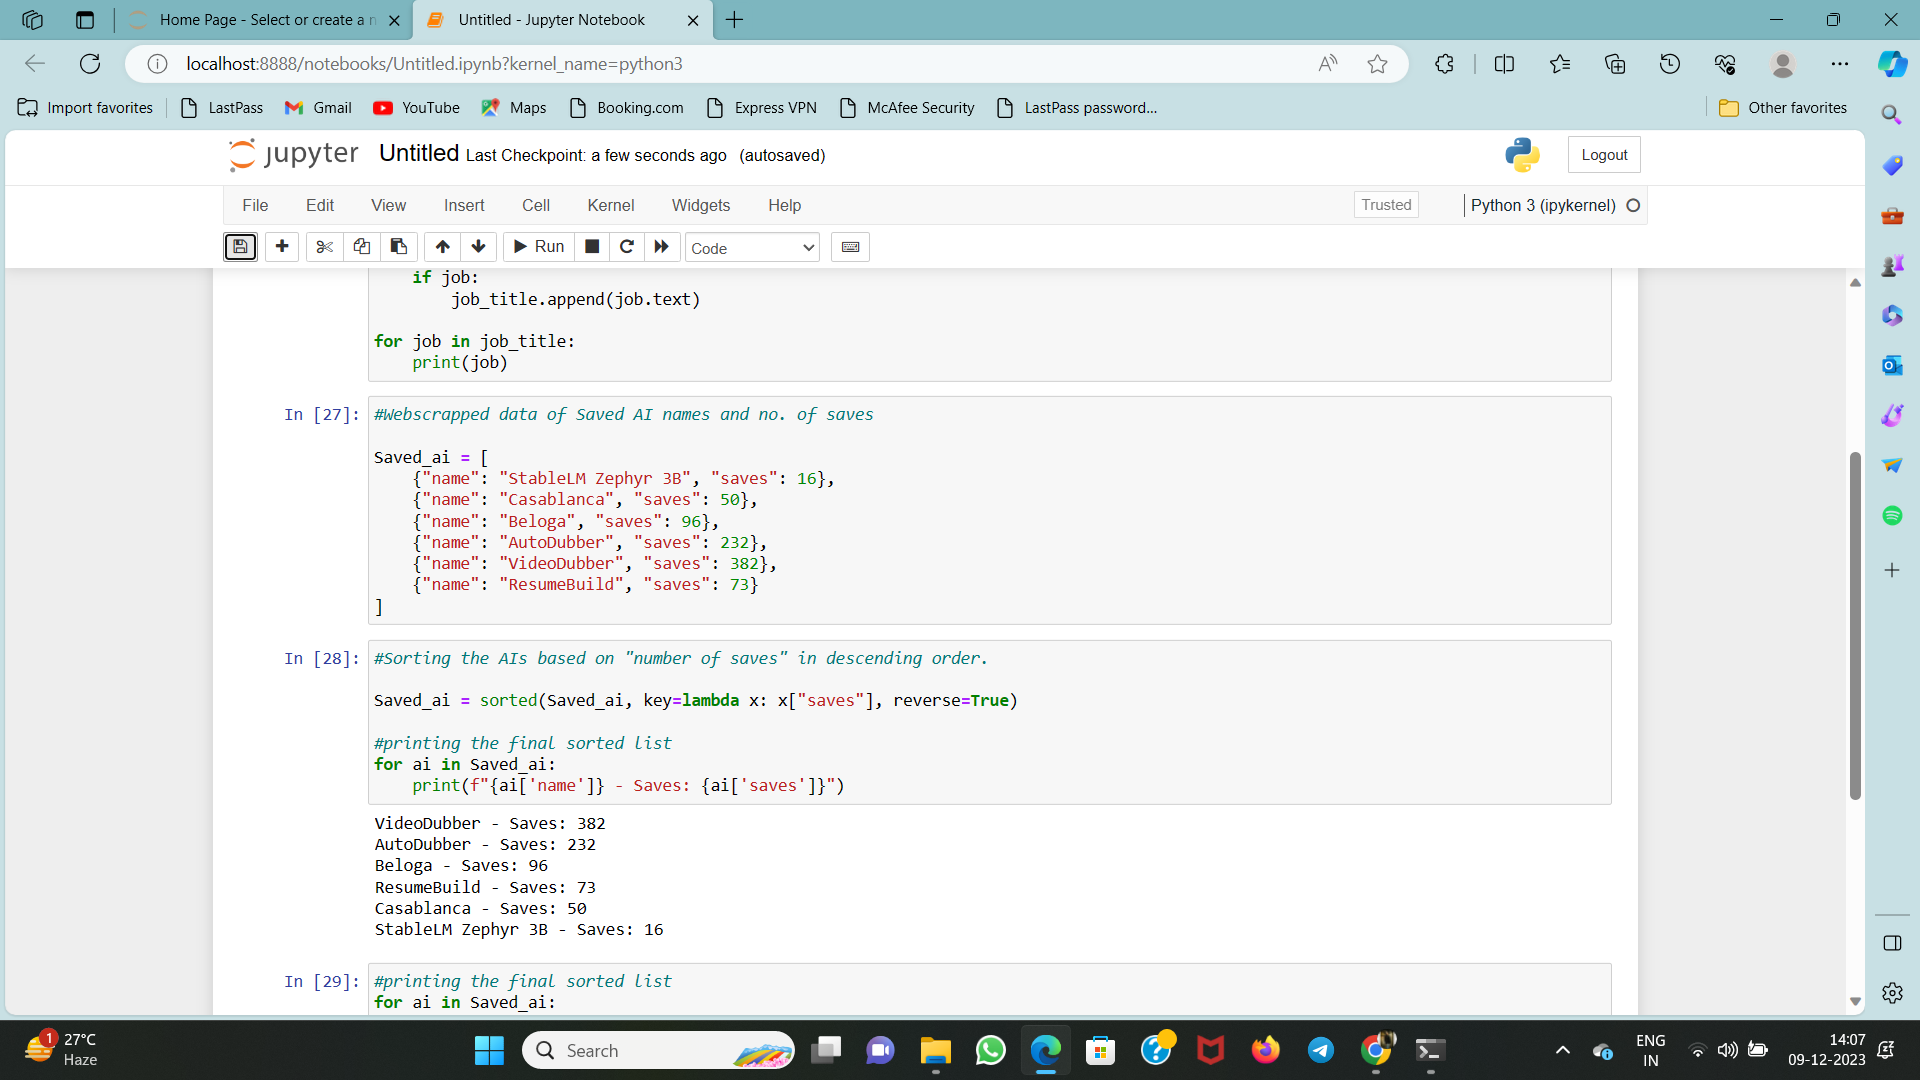 Home Page - Select or create a n
Untitled - Jupyter Notebook
localhost:8888/notebooks/Untitled.ipynb?kernel_name=python3
Import favorites
LastPass
Gmail
YouTube
Maps
Booking.com
Express VPN
McAfee Security
LastPass password...
Other favorites
jupyter Untitled Last Checkpoint: a few seconds ago (autosaved)
Logout
File Edit View Insert Cell Kernel Widgets Help
Trusted
Python 3 (ipykernel)
Run
Code
    if job:
        job_title.append(job.text)
for job in job_title:
    print(job)
In [27]:
#Webscrapped data of Saved AI names and no. of saves
Saved_ai = [
    {"name": "StableLM Zephyr 3B", "saves": 16},
    {"name": "Casablanca", "saves": 50},
    {"name": "Beloga", "saves": 96},
    {"name": "AutoDubber", "saves": 232},
    {"name": "VideoDubber", "saves": 382},
    {"name": "ResumeBuild", "saves": 73}
]
In [28]:
#Sorting the AIs based on "number of saves" in descending order.
Saved_ai = sorted(Saved_ai, key=lambda x: x["saves"], reverse=True)
#printing the final sorted list
for ai in Saved_ai:
    print(f"{ai['name']} - Saves: {ai['saves']}")
VideoDubber - Saves: 382
AutoDubber - Saves: 232
Beloga - Saves: 96
ResumeBuild - Saves: 73
Casablanca - Saves: 50
StableLM Zephyr 3B - Saves: 16
In [29]:
#printing the final sorted list
for ai in Saved_ai:
1
27°C
Haze
Search
ENG
IN
14:07
09-12-2023